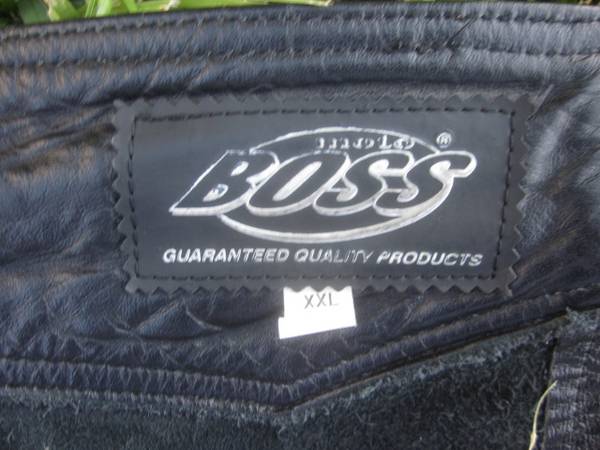 moto ®
BOSS
GUARANTEED QUALITY PRODUCTS
XXL